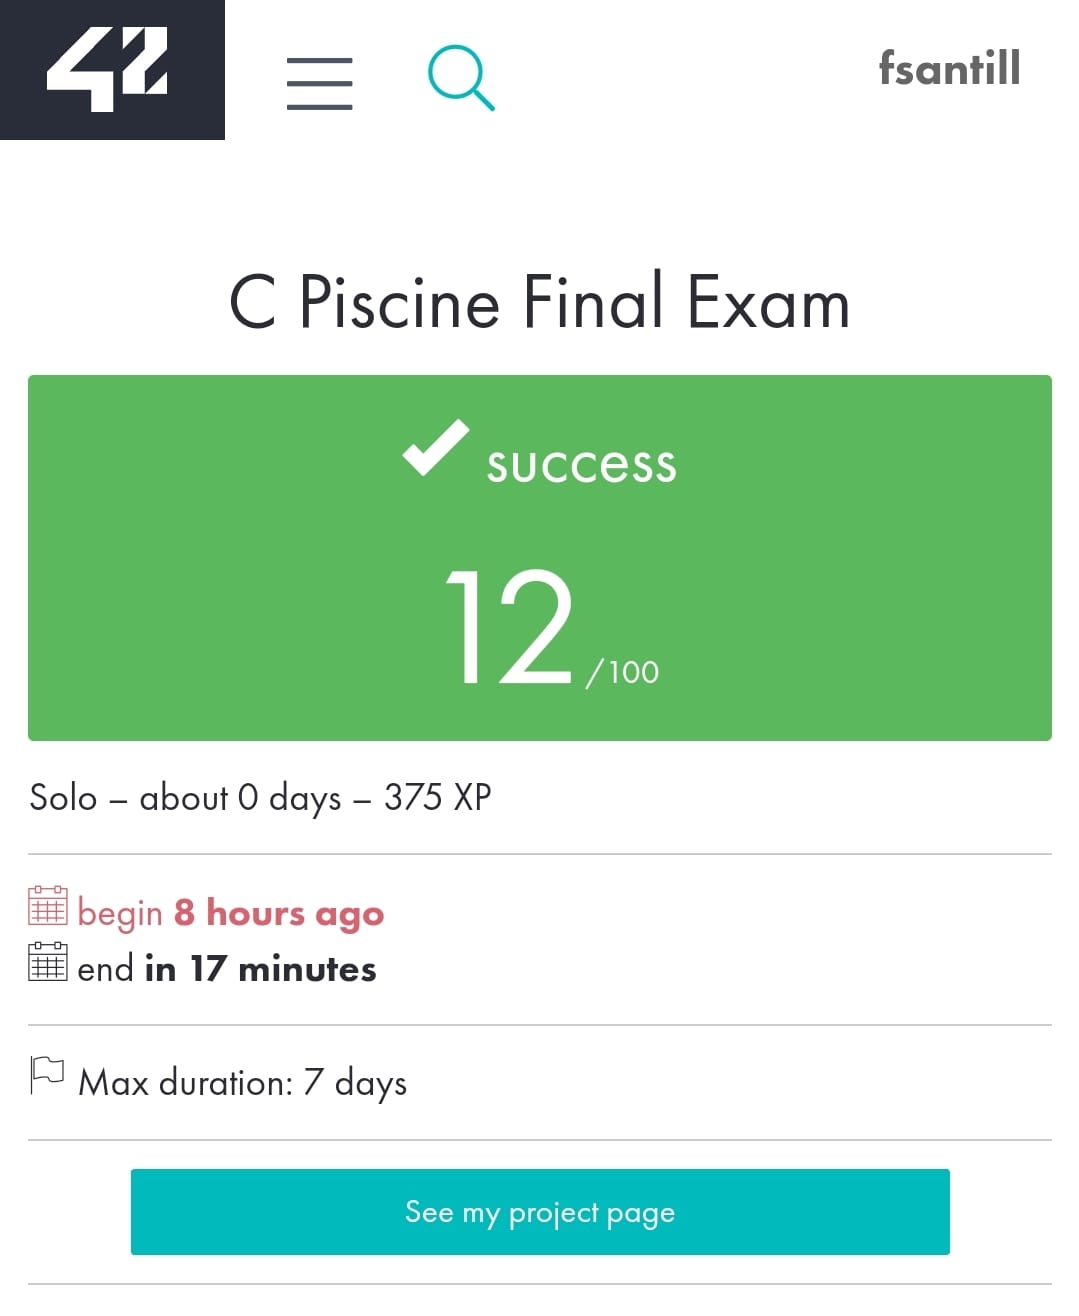 42
fsantill
C Piscine Final Exam
success
12 /100
Solo – about 0 days – 375 XP
begin 8 hours ago
end in 17 minutes
Max duration: 7 days
See my project page